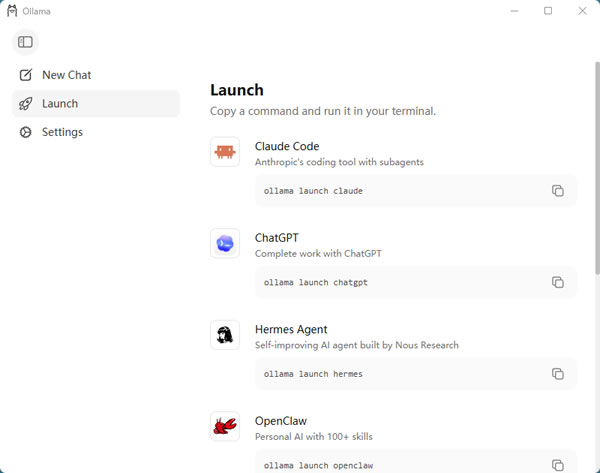 Ollama
New Chat
Launch
Settings
Launch
Copy a command and run it in your terminal.
Claude Code
Anthropic's coding tool with subagents
ollama launch claude
ChatGPT
Complete work with ChatGPT
ollama launch chatgpt
Hermes Agent
Self-improving AI agent built by Nous Research
ollama launch hermes
OpenClaw
Personal AI with 100+ skills
ollama launch openclaw